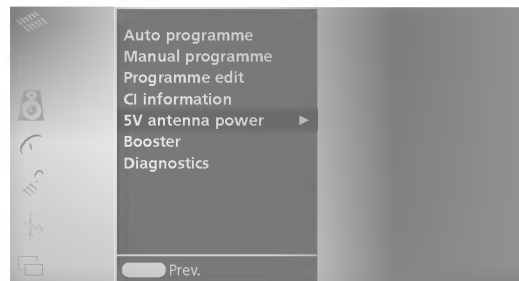 Auto programme
Manual programme
Programme edit
CI information
5V antenna power
Booster
Diagnostics
Prev.